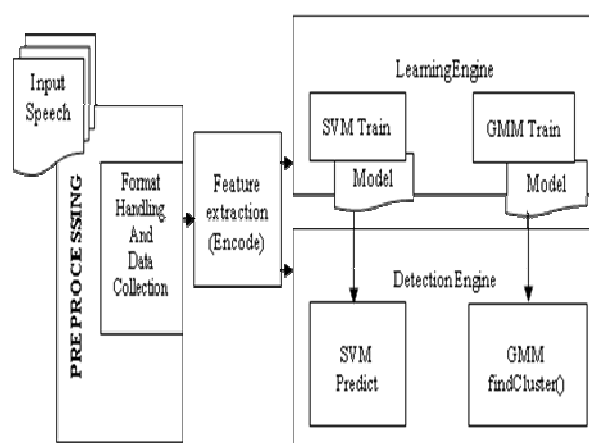 Input
Speech
PREPROCESSING
Format
Handling
And
Data
Collection
Feature
extraction
(Encode)
LearningEngine
SVM Train
GMM Train
Model
Model
DetectionEngine
SVM
Predict
GMM
findCluster()